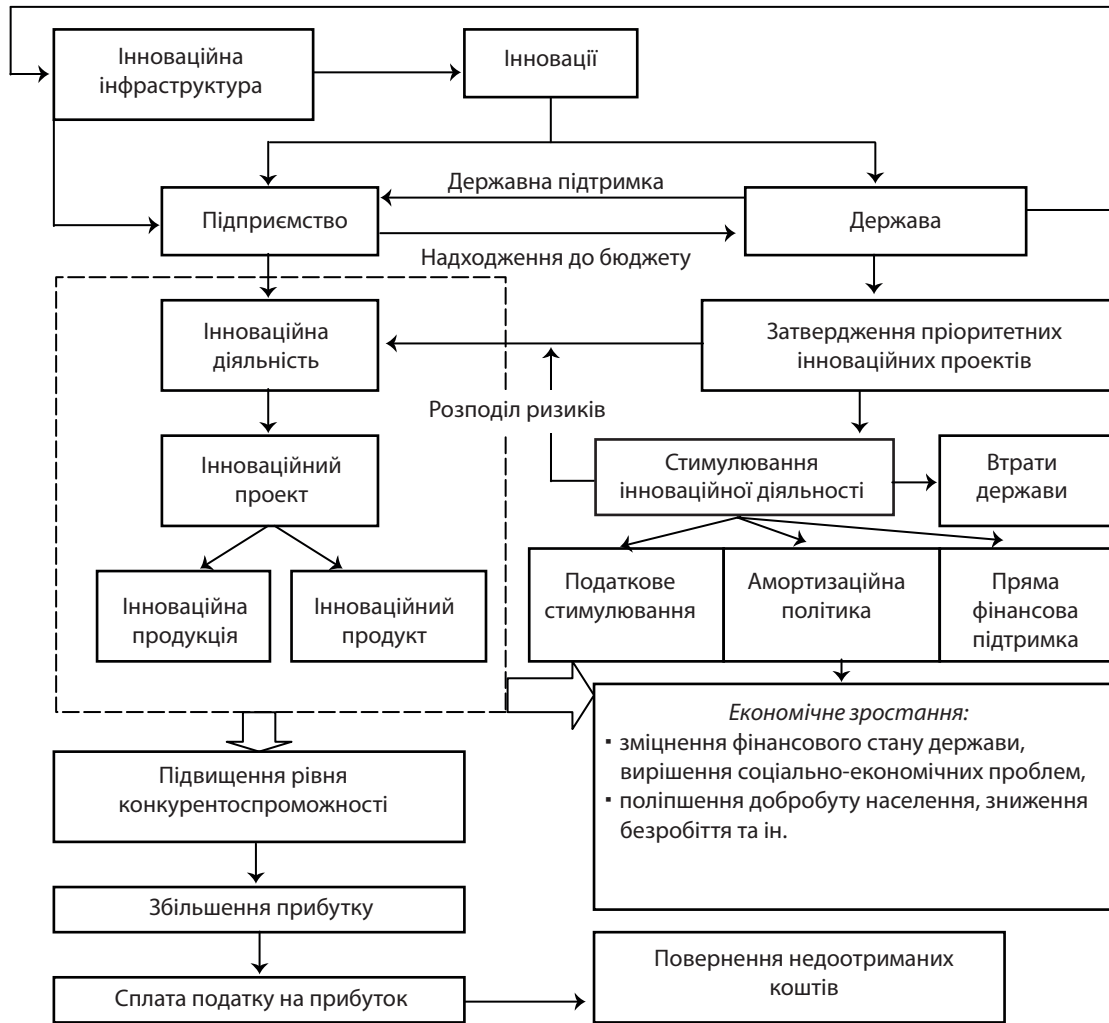 Інноваційна
інфраструктура
Інновації
Державна підтримка
Підприємство
Держава
Надходження до бюджету
Інноваційна
діяльність
Затвердження пріоритетних
інноваційних проектів
Розподіл ризиків
Інноваційний
проект
Стимулювання
інноваційної діяльності
Втрати
держави
Інноваційна
продукція
Інноваційний
продукт
Податкове
стимулювання
Амортизаційна
політика
Пряма
фінансова
підтримка
Економічне зростання:
· зміцнення фінансового стану держави,
вирішення соціально-економічних проблем,
· поліпшення добробуту населення, зниження
безробіття та ін.
Підвищення рівня
конкурентоспроможності
Збільшення прибутку
Сплата податку на прибуток
Повернення недоотриманих
коштів